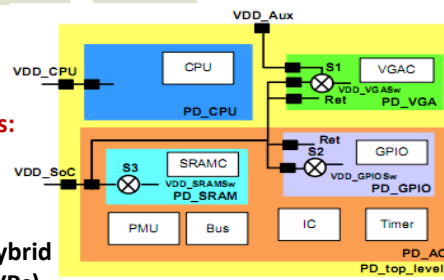 VDD_Aux
S1
VDD_CPU
CPU
VGAC
VDD_VGASw
Ret
PD_VGA
PD_CPU
s:
Ret
VDD_SoC
S3
SRAMC
S2
GPIO
VDD_SRAMSw
VDD_GPIOSw
PD_SRAM
PD_GPIO
PMU
Bus
IC
Timer
ybrid
PD_AO
PD_top_level